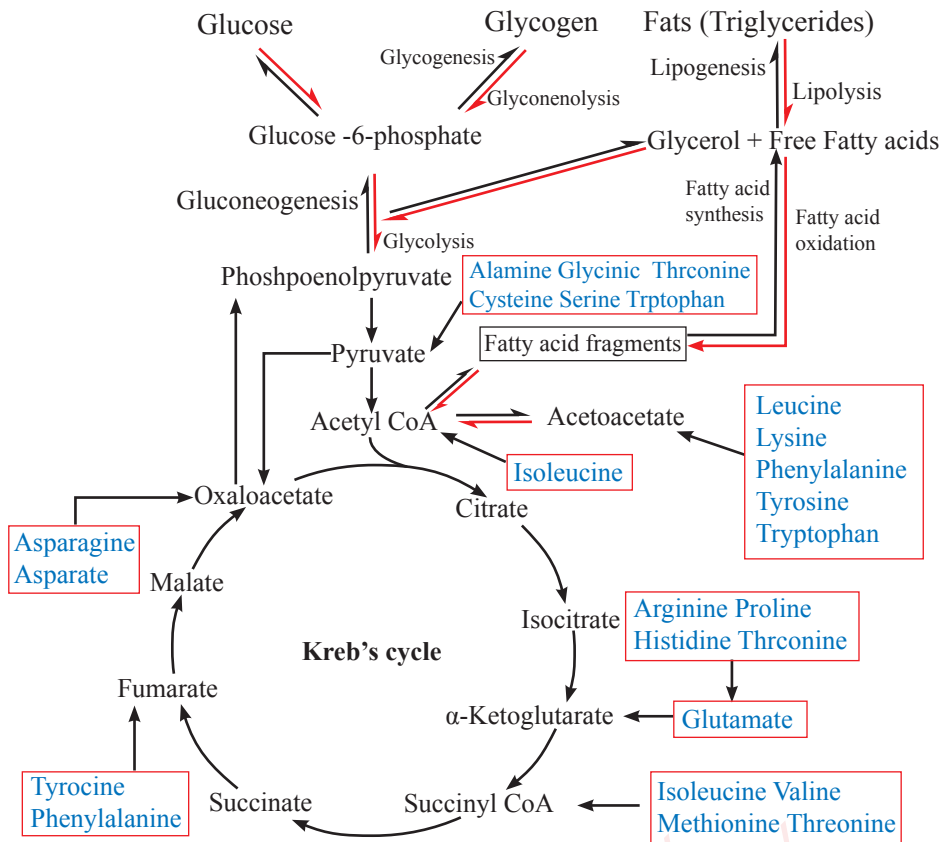 Glucose
Glycogen
Fats (Triglycerides)
Glycogenesis
Lipogenesis
Glyconenolysis
Lipolysis
Glucose -6-phosphate
Glycerol + Free Fatty acids
Gluconeogenesis
Fatty acid
synthesis
Fatty acid
oxidation
Glycolysis
Phoshpoenolpyruvate
Alamine Glycinic Thrconine
Cysteine Serine Trptophan
Pyruvate
Fatty acid fragments
Acetyl CoA
Acetoacetate
Leucine
Lysine
Phenylalanine
Tyrosine
Tryptophan
Isoleucine
Oxaloacetate
Citrate
Asparagine
Asparate
Malate
Isocitrate
Arginine Proline
Histidine Thrconine
Kreb's cycle
Fumarate
α-Ketoglutarate
Glutamate
Tyrocine
Phenylalanine
Succinate
Succinyl CoA
Isoleucine Valine
Methionine Threonine